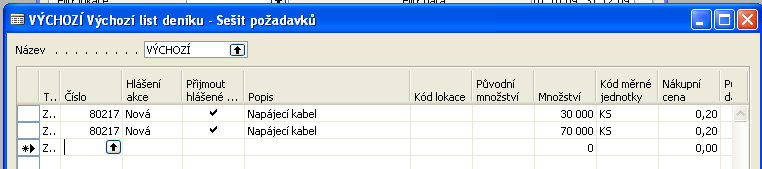 VÝCHOZÍ Výchozí list deníku - Sešit požadavků
Název . . . . . . . . . VÝCHOZÍ
T... Číslo Hlášení akce Přijmout hlášené ... Popis Kód lokace Původní množství Množství Kód měrné jednotky Nákupní cena
Z... 80217 Nová Napájecí kabel 30 000 KS 0,20
Z... 80217 Nová Napájecí kabel 70 000 KS 0,20
Z... 0 0,00